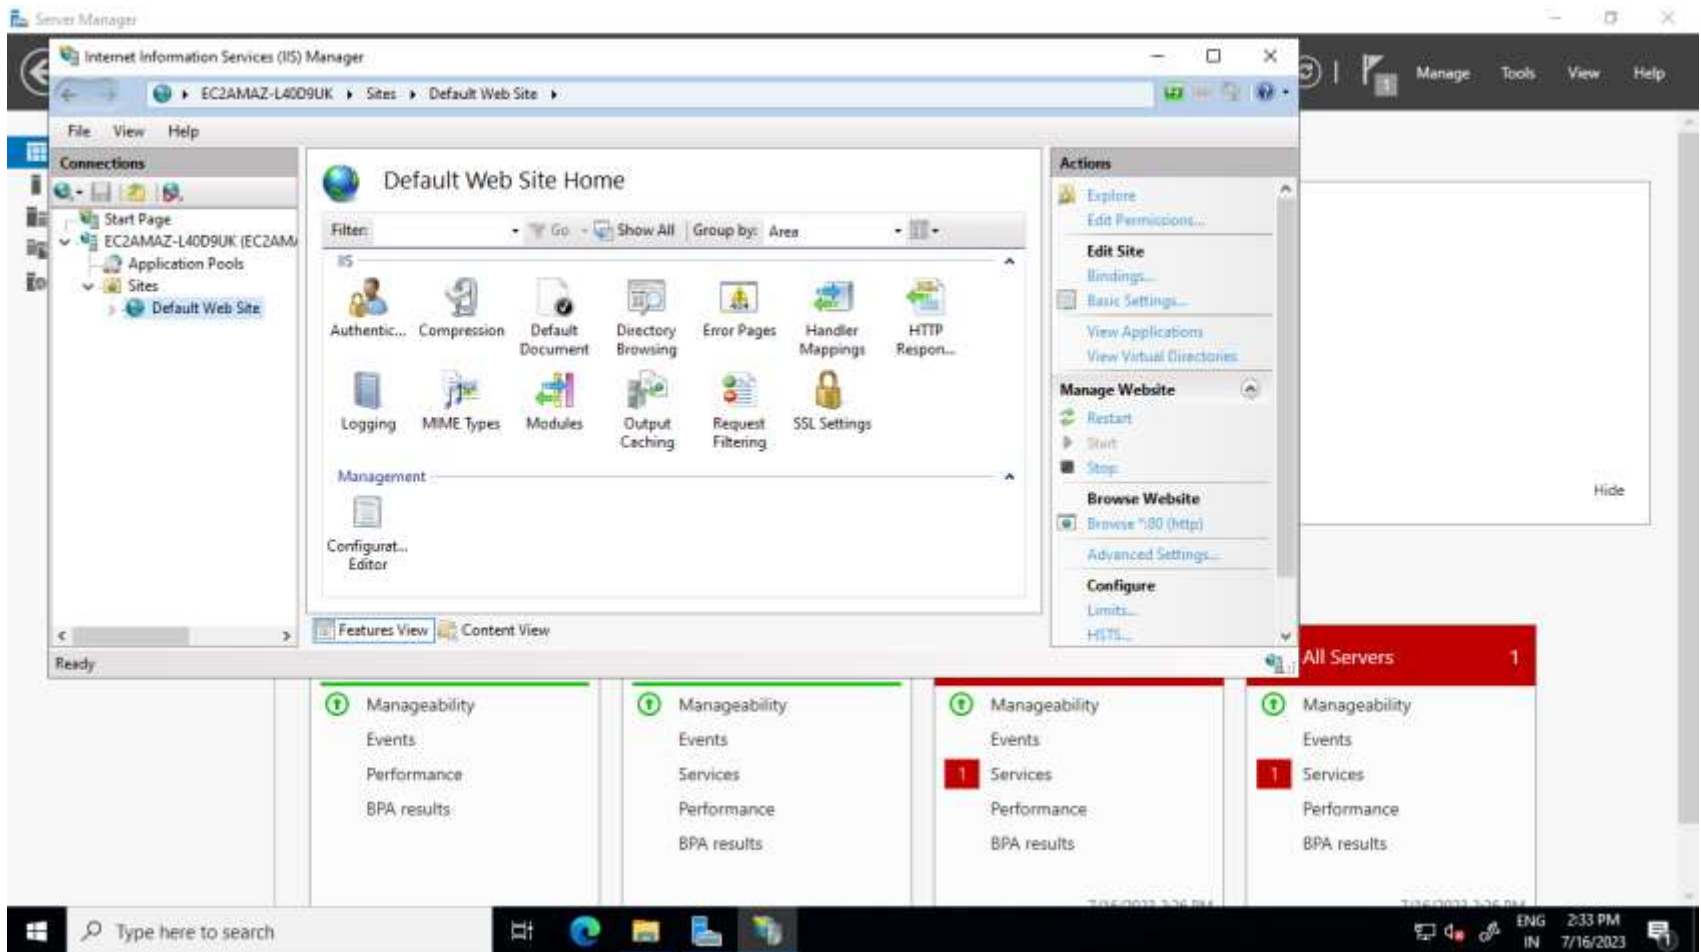 Server Manager
Manage Tools View Help
1
Internet Information Services (IIS) Manager
EC2AMAZ-L40D9UK Sites Default Web Site
File View Help
Connections
Start Page
EC2AMAZ-L40D9UK (EC2AMA
Application Pools
Sites
Default Web Site
Default Web Site Home
Filter: Go Show All Group by: Area
IIS
Authentic... Compression Default Document Directory Browsing Error Pages Handler Mappings HTTP Respon...
Logging MIME Types Modules Output Caching Request Filtering SSL Settings
Management
Configurat... Editor
Features View Content View
Actions
Explore
Edit Permissions...
Edit Site
Bindings...
Basic Settings...
View Applications
View Virtual Directories
Manage Website
Restart
Start
Stop
Browse Website
Browse *:80 (http)
Advanced Settings...
Configure
Limits...
HSTS...
Ready
Hide
All Servers 1
Manageability
Events
Performance
BPA results
Manageability
Events
Services
Performance
BPA results
Manageability
Events
1 Services
Performance
BPA results
Manageability
Events
1 Services
Performance
BPA results
Type here to search
ENG
IN
2:33 PM
7/16/2023
1